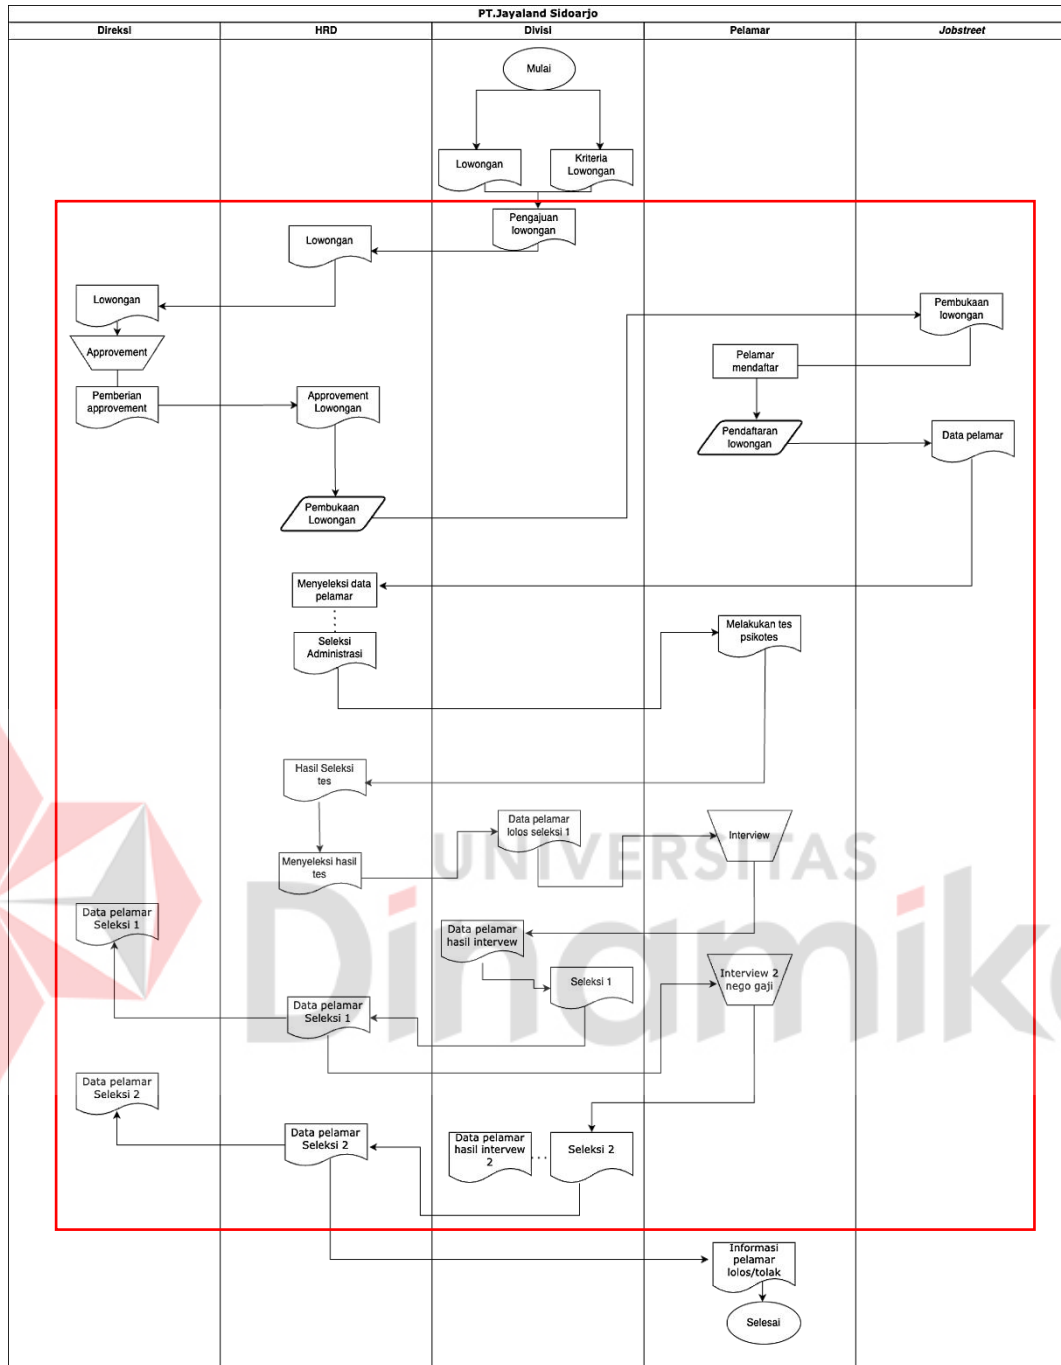 PT.Jayaland Sidoarjo
Direksi
HRD
Divisi
Pelamar
Jobstreet
Mulai
Lowongan
Kriteria
Lowongan
Pengajuan
lowongan
Lowongan
Lowongan
Pembukaan
lowongan
Approvement
Pelamar
mendaftar
Pemberian
approvement
Approvement
Lowongan
Pendaftaran
lowongan
Data pelamar
Pembukaan
Lowongan
Menyeleksi data
pelamar
Seleksi
Administrasi
Melakukan tes
psikotes
Hasil Seleksi
tes
Data pelamar
lolos seleksi 1
Interview
Menyeleksi hasil
tes
UNIVERSITAS
Dinamika
Data pelamar
Seleksi 1
Data pelamar
hasil intervew
Seleksi 1
Interview 2
nego gaji
Data pelamar
Seleksi 1
Data pelamar
Seleksi 2
Data pelamar
Seleksi 2
Data pelamar
hasil intervew
2
Seleksi 2
Informasi
pelamar
lolos/tolak
Selesai